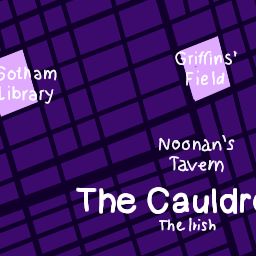 Griffins'
Field
Gotham
Library
Noonan's
Tavern
The Cauldro
The Irish